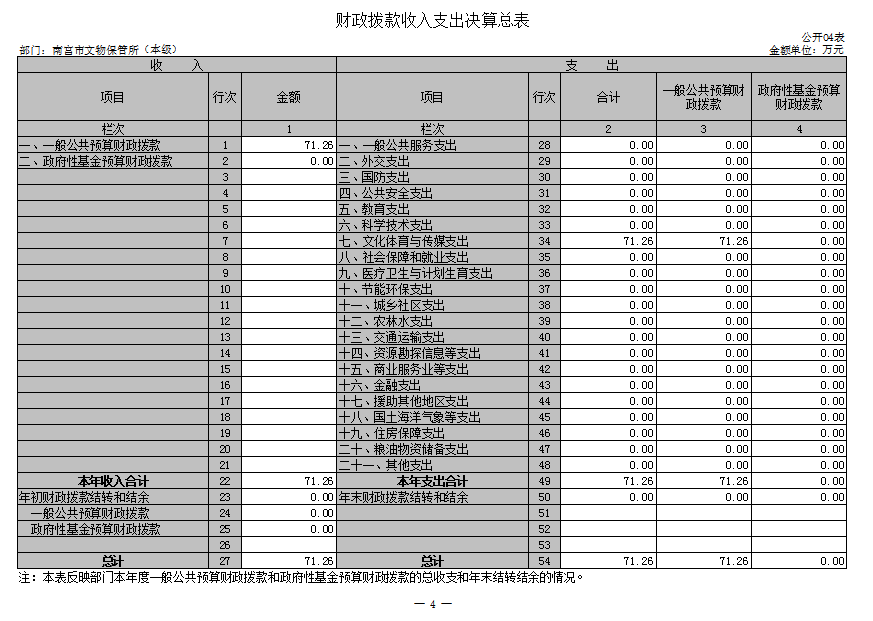 财政拨款收入支出决算总表
公开04表
部门：南宫市文物保管所（本级） 金额单位：万元
收 入 支 出
项目 行次 金额 项目 行次 合计 一般公共预算财政拨款 政府性基金预算财政拨款
栏次 1 栏次 2 3 4
一、一般公共预算财政拨款 1 71.26 一、一般公共服务支出 28 0.00 0.00 0.00
二、政府性基金预算财政拨款 2 0.00 二、外交支出 29 0.00 0.00 0.00
3 三、国防支出 30 0.00 0.00 0.00
4 四、公共安全支出 31 0.00 0.00 0.00
5 五、教育支出 32 0.00 0.00 0.00
6 六、科学技术支出 33 0.00 0.00 0.00
7 七、文化体育与传媒支出 34 71.26 71.26 0.00
8 八、社会保障和就业支出 35 0.00 0.00 0.00
9 九、医疗卫生与计划生育支出 36 0.00 0.00 0.00
10 十、节能环保支出 37 0.00 0.00 0.00
11 十一、城乡社区支出 38 0.00 0.00 0.00
12 十二、农林水支出 39 0.00 0.00 0.00
13 十三、交通运输支出 40 0.00 0.00 0.00
14 十四、资源勘探信息等支出 41 0.00 0.00 0.00
15 十五、商业服务业等支出 42 0.00 0.00 0.00
16 十六、金融支出 43 0.00 0.00 0.00
17 十七、援助其他地区支出 44 0.00 0.00 0.00
18 十八、国土海洋气象等支出 45 0.00 0.00 0.00
19 十九、住房保障支出 46 0.00 0.00 0.00
20 二十、粮油物资储备支出 47 0.00 0.00 0.00
21 二十一、其他支出 48 0.00 0.00 0.00
本年收入合计 22 71.26 本年支出合计 49 71.26 71.26 0.00
年初财政拨款结转和结余 23 0.00 年末财政拨款结转和结余 50 0.00 0.00 0.00
一般公共预算财政拨款 24 0.00 51
政府性基金预算财政拨款 25 0.00 52
26 53
总计 27 71.26 总计 54 71.26 71.26 0.00
注：本表反映部门本年度一般公共预算财政拨款和政府性基金预算财政拨款的总收支和年末结转结余的情况。
— 4 —